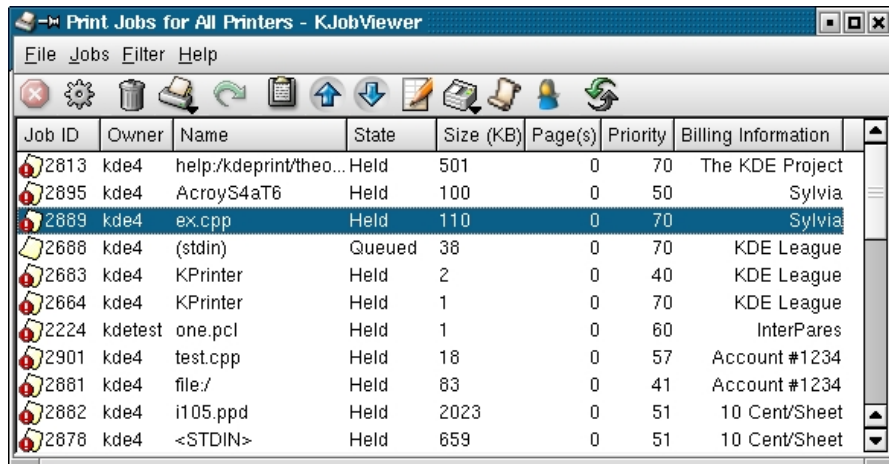 Print Jobs for All Printers - KJobViewer
File Jobs Filter Help
Job ID Owner Name State Size (KB) Page(s) Priority Billing Information
2813 kde4 help:/kdeprint/theo... Held 501 0 70 The KDE Project
2895 kde4 AcroyS4aT6 Held 100 0 50 Sylvia
2889 kde4 ex.cpp Held 110 0 70 Sylvia
2688 kde4 (stdin) Queued 38 0 70 KDE League
2683 kde4 KPrinter Held 2 0 40 KDE League
2664 kde4 KPrinter Held 1 0 70 KDE League
2224 kdetest one.pcl Held 1 0 60 InterPares
2901 kde4 test.cpp Held 18 0 57 Account #1234
2881 kde4 file:/ Held 83 0 41 Account #1234
2882 kde4 i105.ppd Held 2023 0 51 10 Cent/Sheet
2878 kde4 <STDIN> Held 659 0 51 10 Cent/Sheet